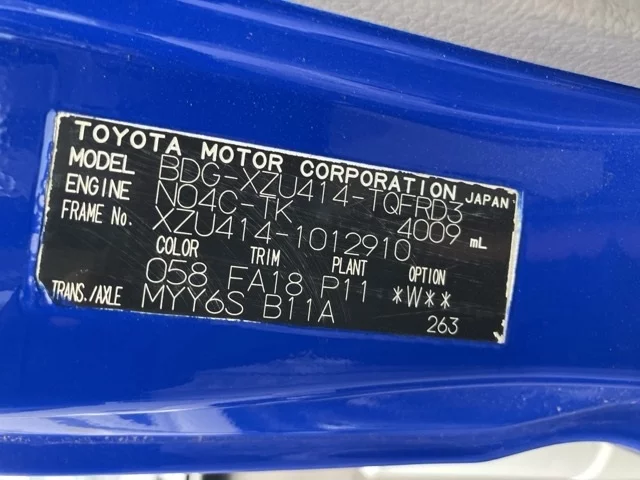 TOYOTA MOTOR CORPORATION JAPAN
MODEL BDG-XZU414-TQFRD3
ENGINE N04C-TK 4009 mL
FRAME No. XZU414-1012910
COLOR TRIM PLANT OPTION
058 FA18 P11 *W**
TRANS./AXLE MYY6S B11A 263